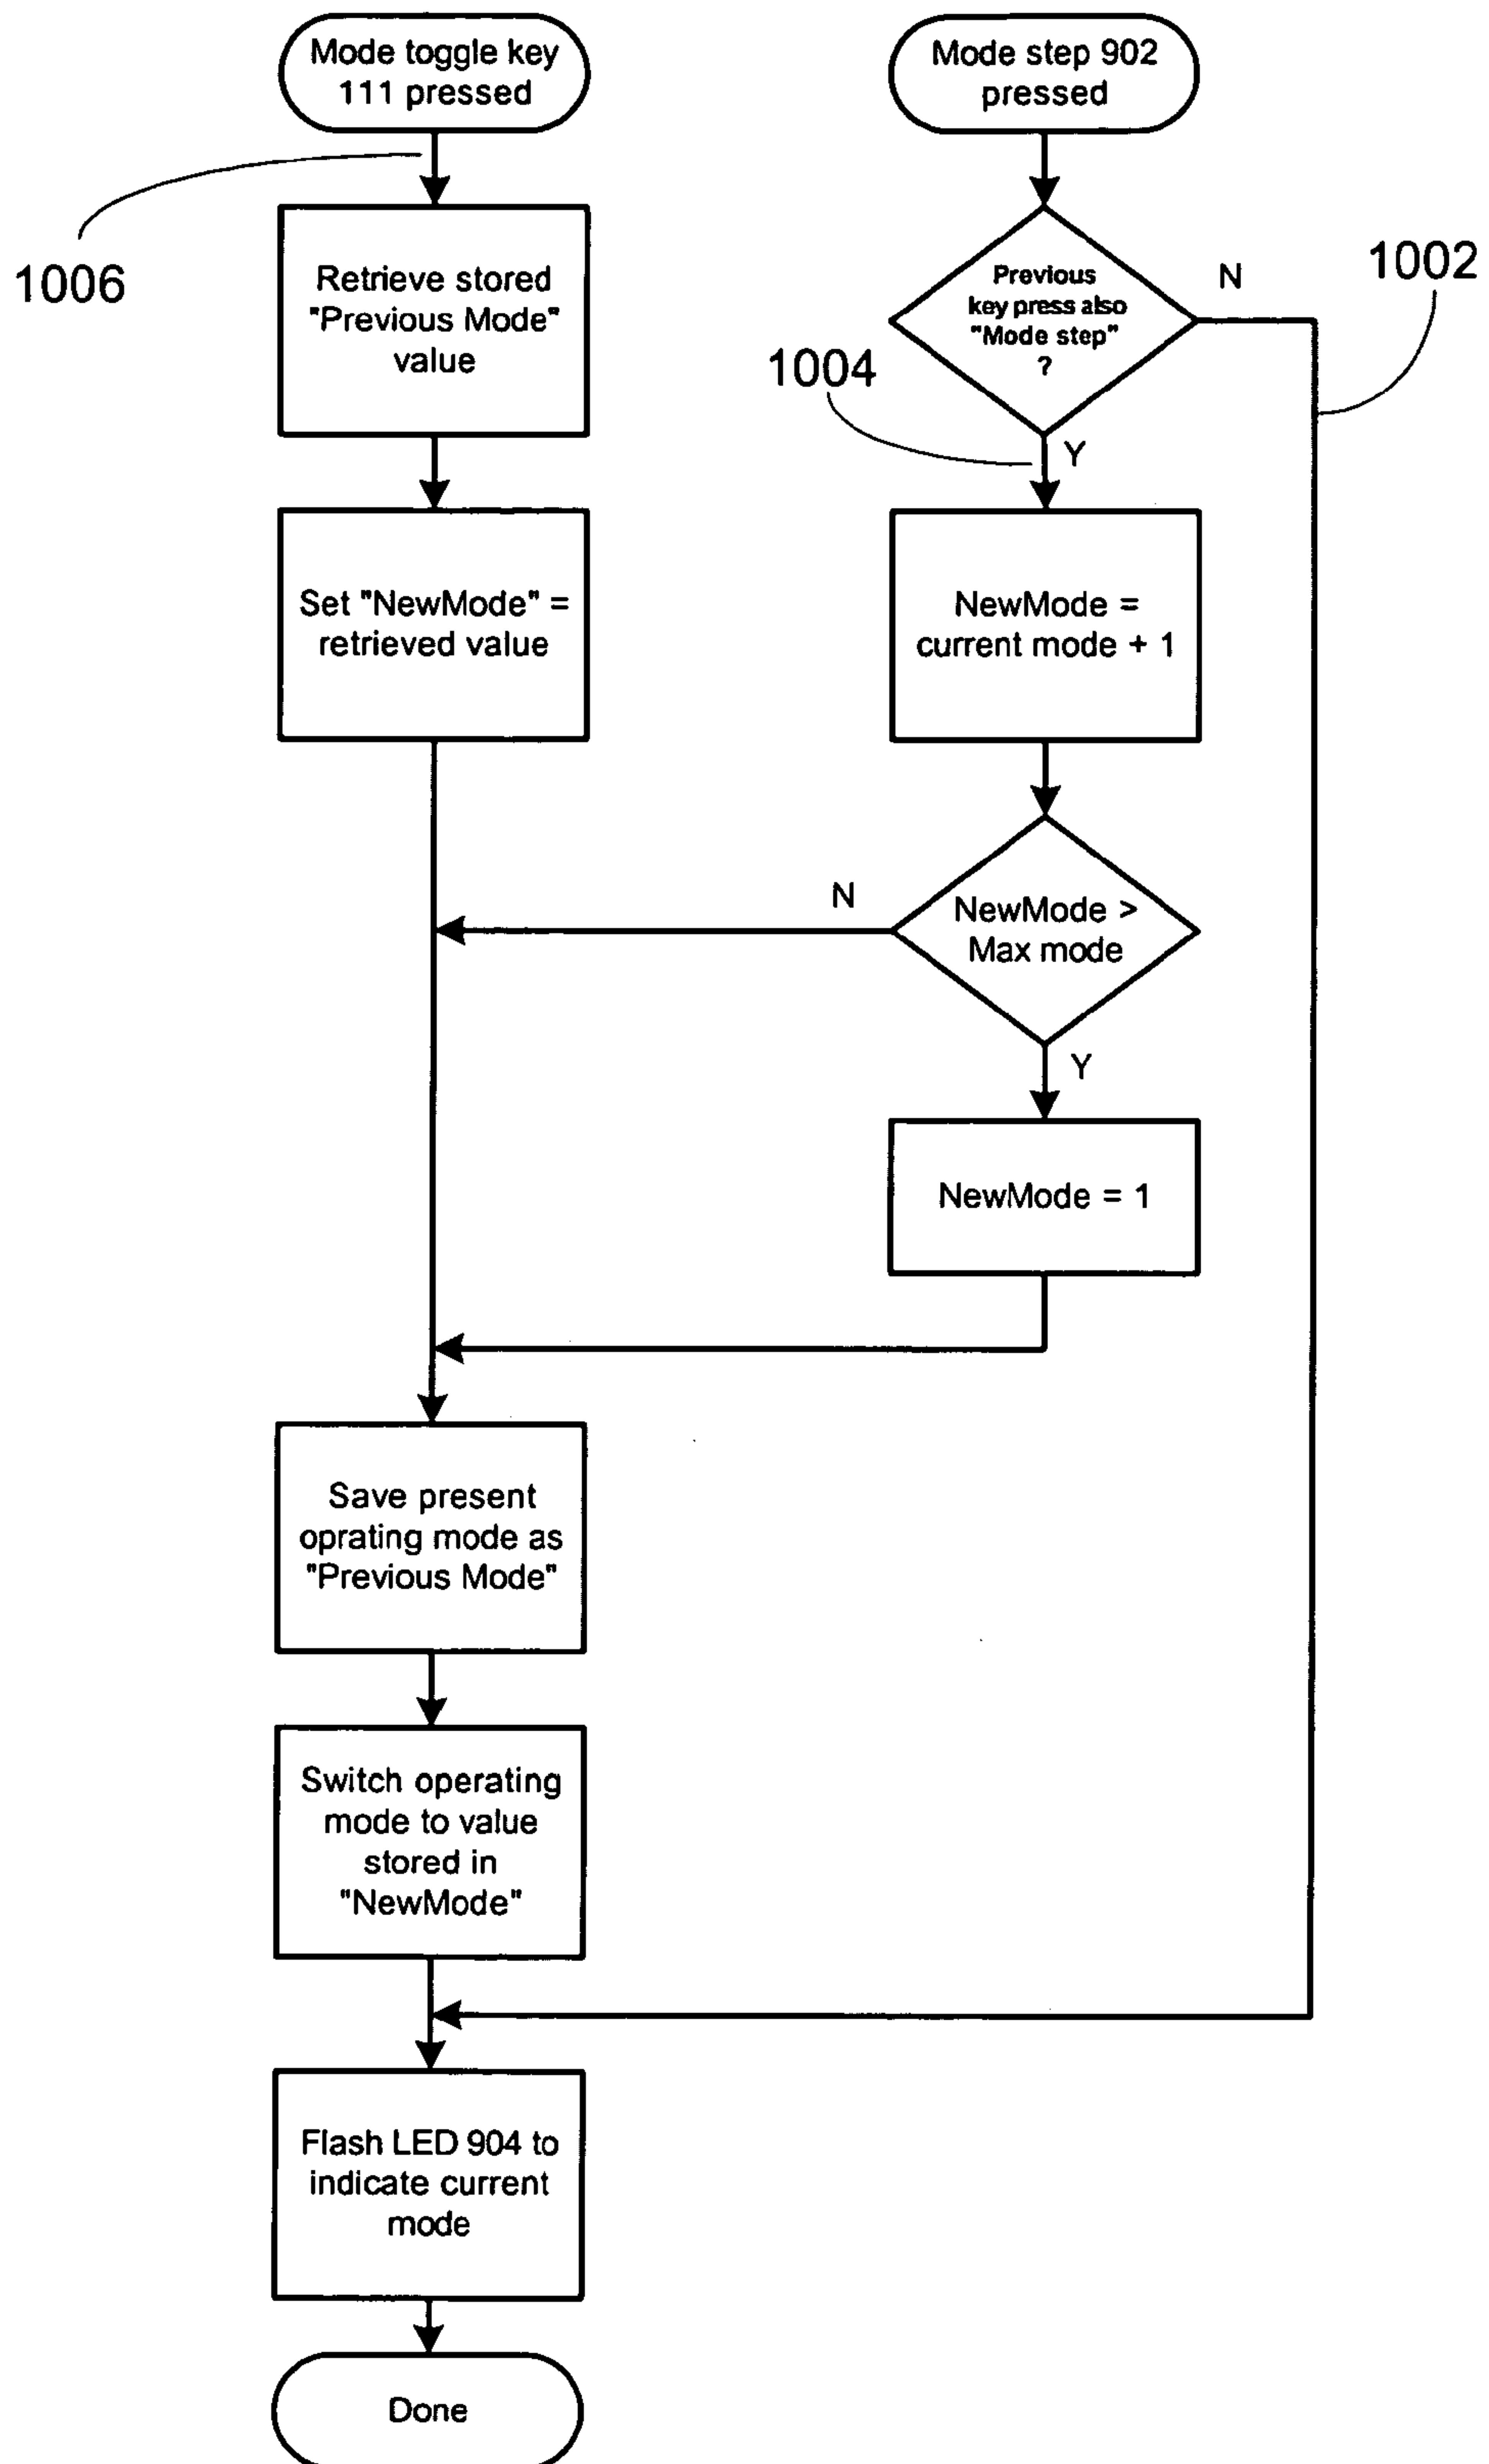 Mode toggle key
111 pressed
Mode step 902
pressed
1006
Retrieve stored
"Previous Mode"
value
Previous
key press also
"Mode step"
?
N
1002
1004
Y
Set "NewMode" =
retrieved value
NewMode =
current mode + 1
N
NewMode >
Max mode
Y
NewMode = 1
Save present
oprating mode as
"Previous Mode"
Switch operating
mode to value
stored in
"NewMode"
Flash LED 904 to
indicate current
mode
Done